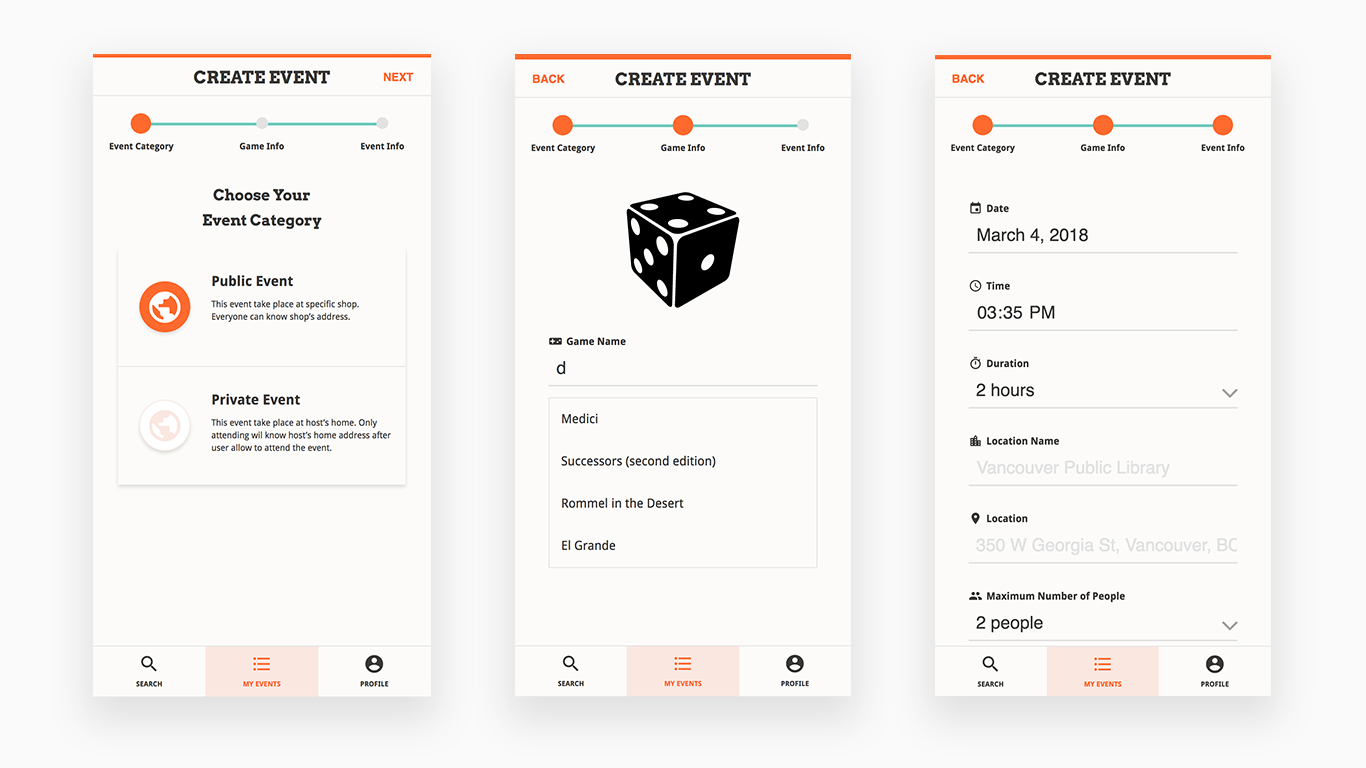 CREATE EVENT
NEXT
Event Category
Game Info
Event Info
Choose Your
Event Category
Public Event
This event take place at specific shop.
Everyone can know shop's address.
Private Event
This event take place at host's home. Only
attending wil know host's home address after
user allow to attend the event.
SEARCH
MY EVENTS
PROFILE
BACK
CREATE EVENT
Event Category
Game Info
Event Info
Game Name
d
Medici
Successors (second edition)
Rommel in the Desert
El Grande
SEARCH
MY EVENTS
PROFILE
BACK
CREATE EVENT
Event Category
Game Info
Event Info
Date
March 4, 2018
Time
03:35 PM
Duration
2 hours
Location Name
Vancouver Public Library
Location
350 W Georgia St, Vancouver, BC
Maximum Number of People
2 people
SEARCH
MY EVENTS
PROFILE